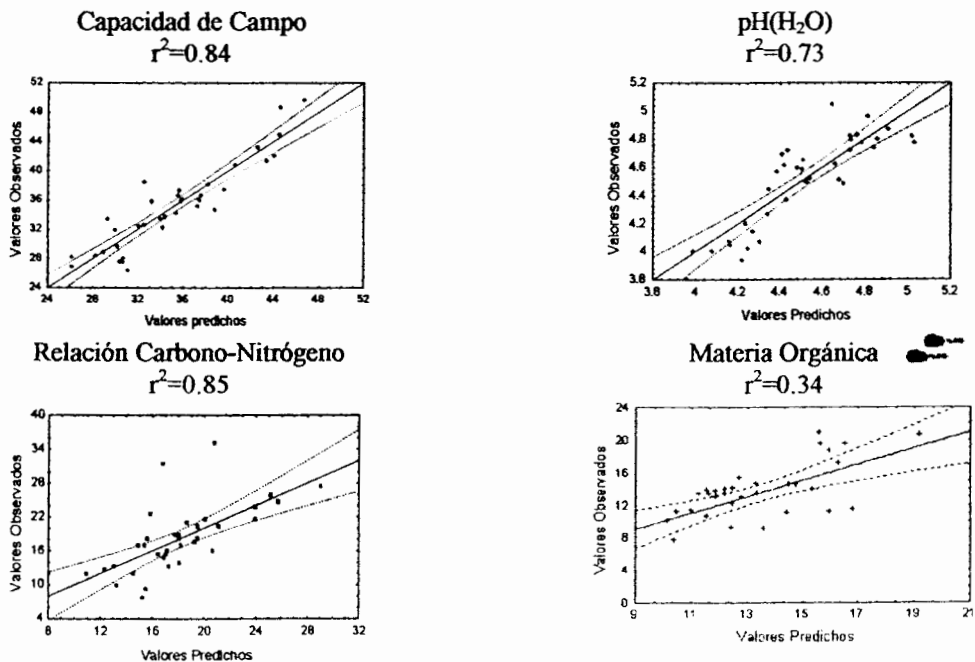 Capacidad de Campo
r²=0.84
52
48
44
40
36
32
28
24
Valores Observados
24 28 32 36 40 44 48 52
Valores predichos
pH(H₂O)
r²=0.73
5.2
4.8
4.4
4.0
3.6
Valores Observados
3.8 4 4.2 4.4 4.6 4.8 5 5.2
Valores Predichos
Relación Carbono-Nitrógeno
r²=0.85
40
34
28
22
16
10
4
Valores Observados
8 12 16 20 24 28 32
Valores Predichos
Materia Orgánica
r²=0.34
24
20
16
12
8
4
0
Valores Observados
9 11 13 15 17 19 21
Valores Predichos